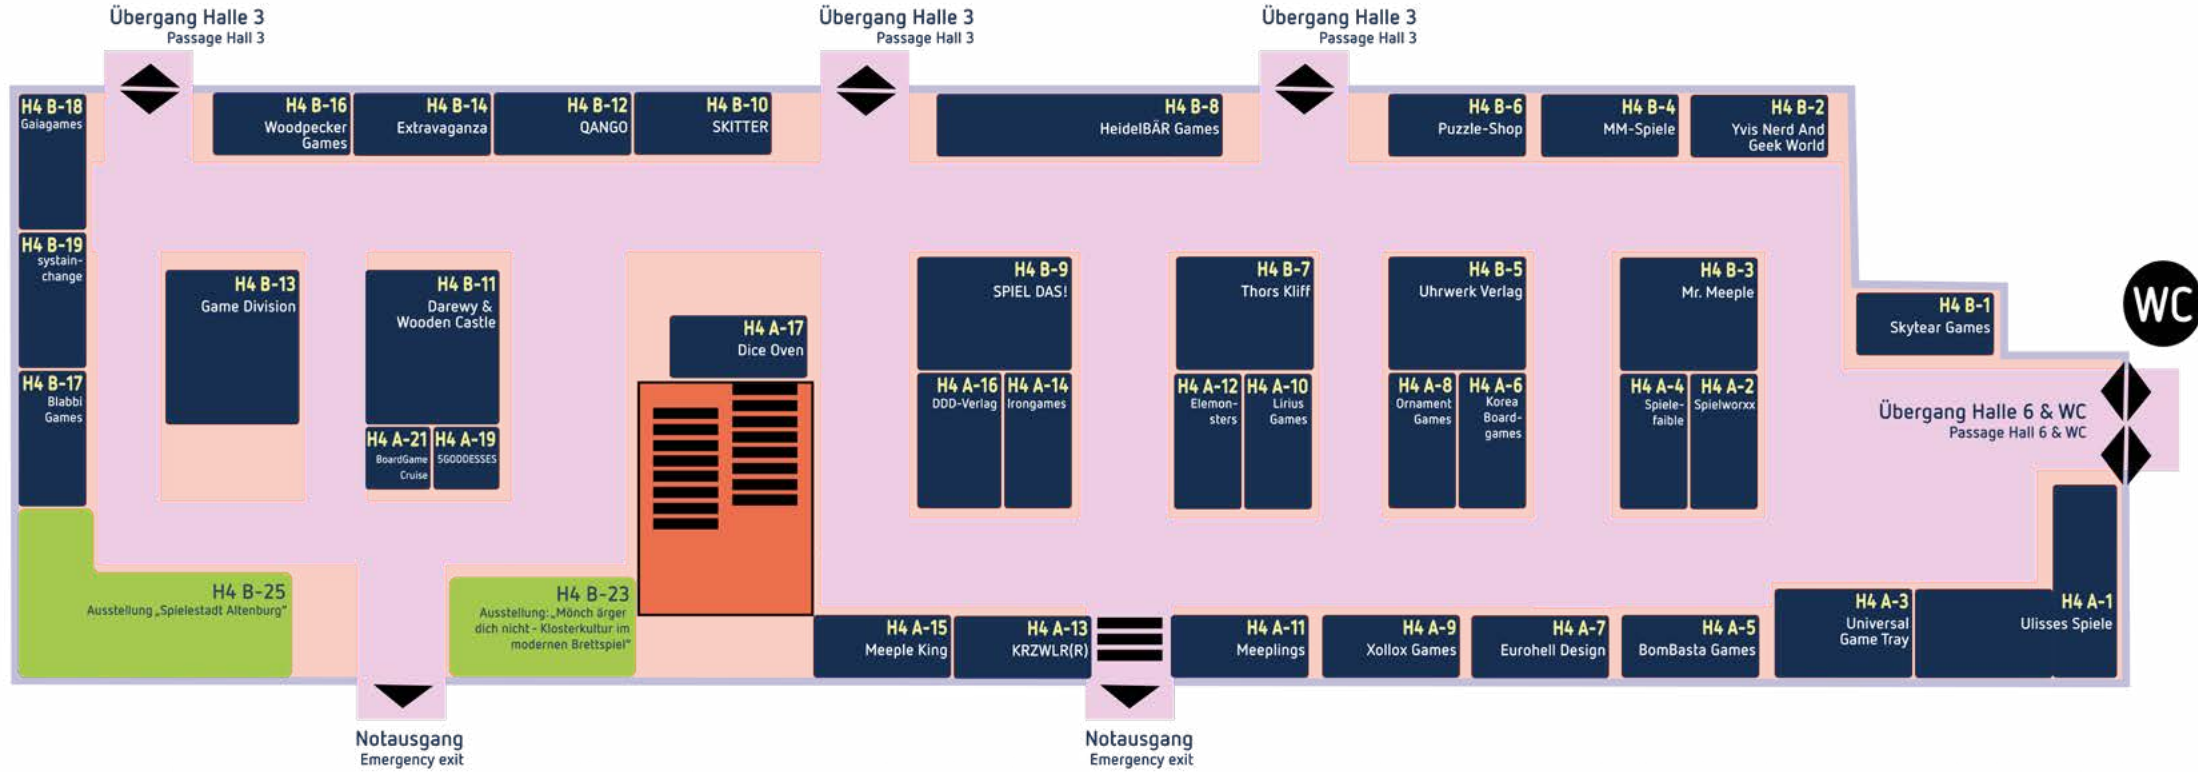 Übergang Halle 3
Passage Hall 3
Übergang Halle 3
Passage Hall 3
Übergang Halle 3
Passage Hall 3
H4 B-18
Gaiagames
H4 B-16
Woodpecker
Games
H4 B-14
Extravaganza
H4 B-12
QANGO
H4 B-10
SKITTER
H4 B-8
HeidelBÄR Games
H4 B-6
Puzzle-Shop
H4 B-4
MM-Spiele
H4 B-2
Yvis Nerd And
Geek World
H4 B-19
systain-
change
H4 B-17
Blabbi
Games
H4 B-13
Game Division
H4 B-11
Darewy &
Wooden Castle
H4 A-21
BoardGame
Cruise
H4 A-19
5GODDESSES
H4 A-17
Dice Oven
H4 B-9
SPIEL DAS!
H4 A-16
DDD-Verlag
H4 A-14
Irongames
H4 B-7
Thors Kliff
H4 A-12
Elemon-
sters
H4 A-10
Lirius
Games
H4 B-5
Uhrwerk Verlag
H4 A-8
Ornament
Games
H4 A-6
Korea
Board-
games
H4 B-3
Mr. Meeple
H4 A-4
Spiele-
faible
H4 A-2
Spielworxx
H4 B-1
Skytear Games
WC
Übergang Halle 6 & WC
Passage Hall 6 & WC
H4 B-25
Ausstellung „Spielestadt Altenburg“
H4 B-23
Ausstellung: „Mönch ärger
dich nicht - Klosterkultur im
modernen Brettspiel“
H4 A-15
Meeple King
H4 A-13
KRZWLR(R)
H4 A-11
Meeplings
H4 A-9
Xollox Games
H4 A-7
Eurohell Design
H4 A-5
BomBasta Games
H4 A-3
Universal
Game Tray
H4 A-1
Ulisses Spiele
Notausgang
Emergency exit
Notausgang
Emergency exit